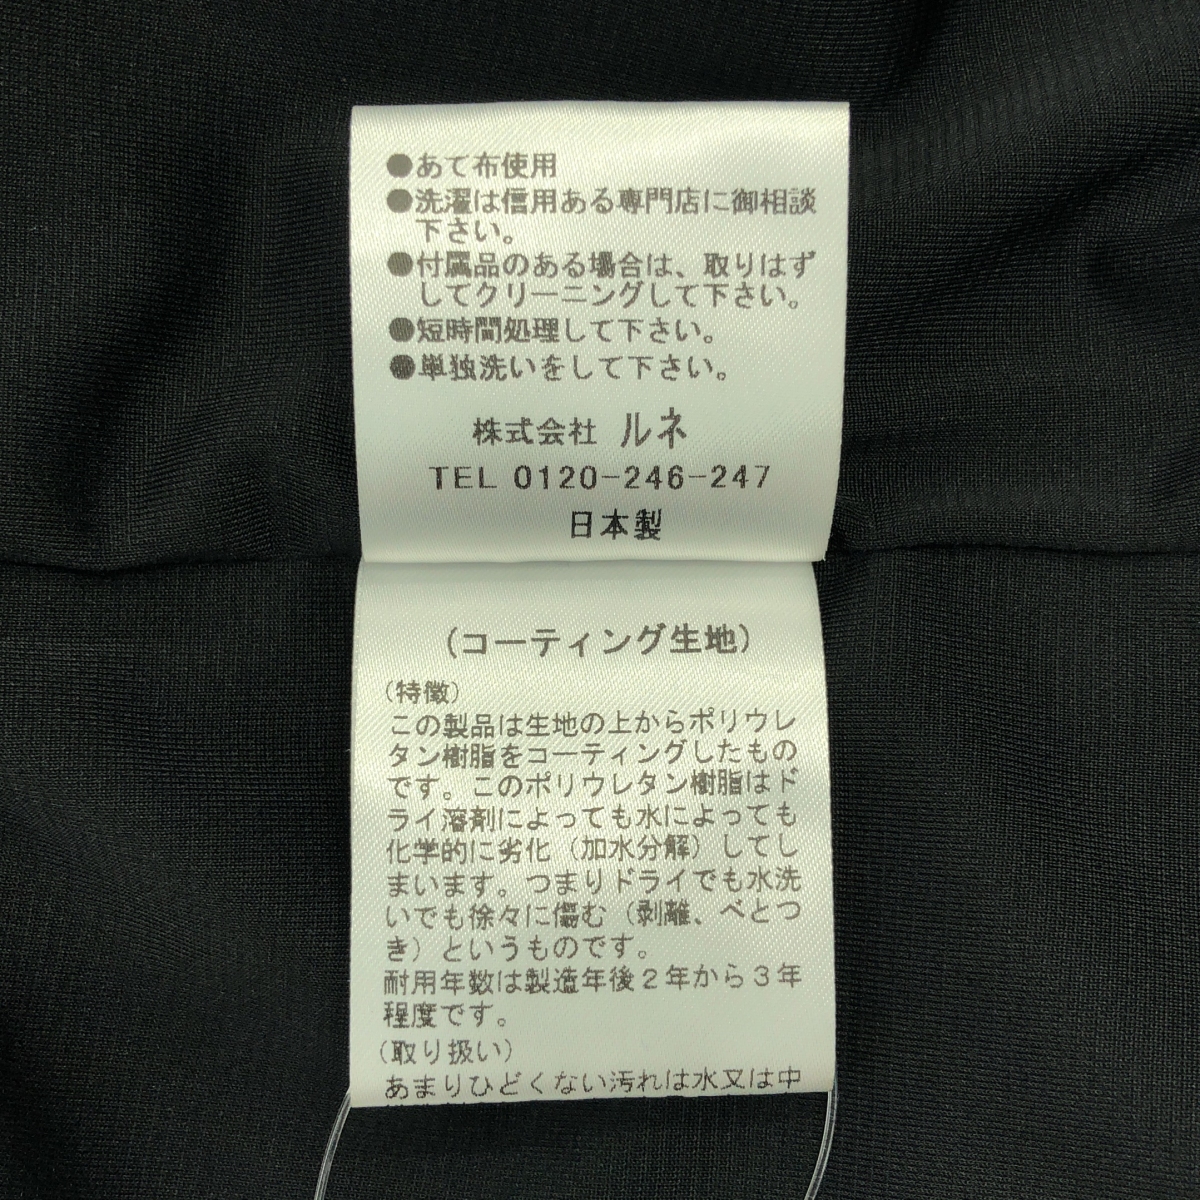 ●あて布使用
●洗濯は信用ある専門店に御相談
下さい。
●付属品のある場合は、取りはず
してクリーニングして下さい。
●短時間処理して下さい。
●単独洗いをして下さい。
株式会社 ルネ
TEL 0120-246-247
日本製
(コーティング生地)
(特徴)
この製品は生地の上からポリウレ
タン樹脂をコーティングしたもの
です。このポリウレタン樹脂はド
ライ溶剤によっても水によっても
化学的に劣化(加水分解)してし
まいます。つまりドライでも水洗
いでも徐々に傷む(剥離、べとつ
き)というものです。
耐用年数は製造年後2年から3年
程度です。
(取り扱い)
あまりひどくない汚れは水又は中